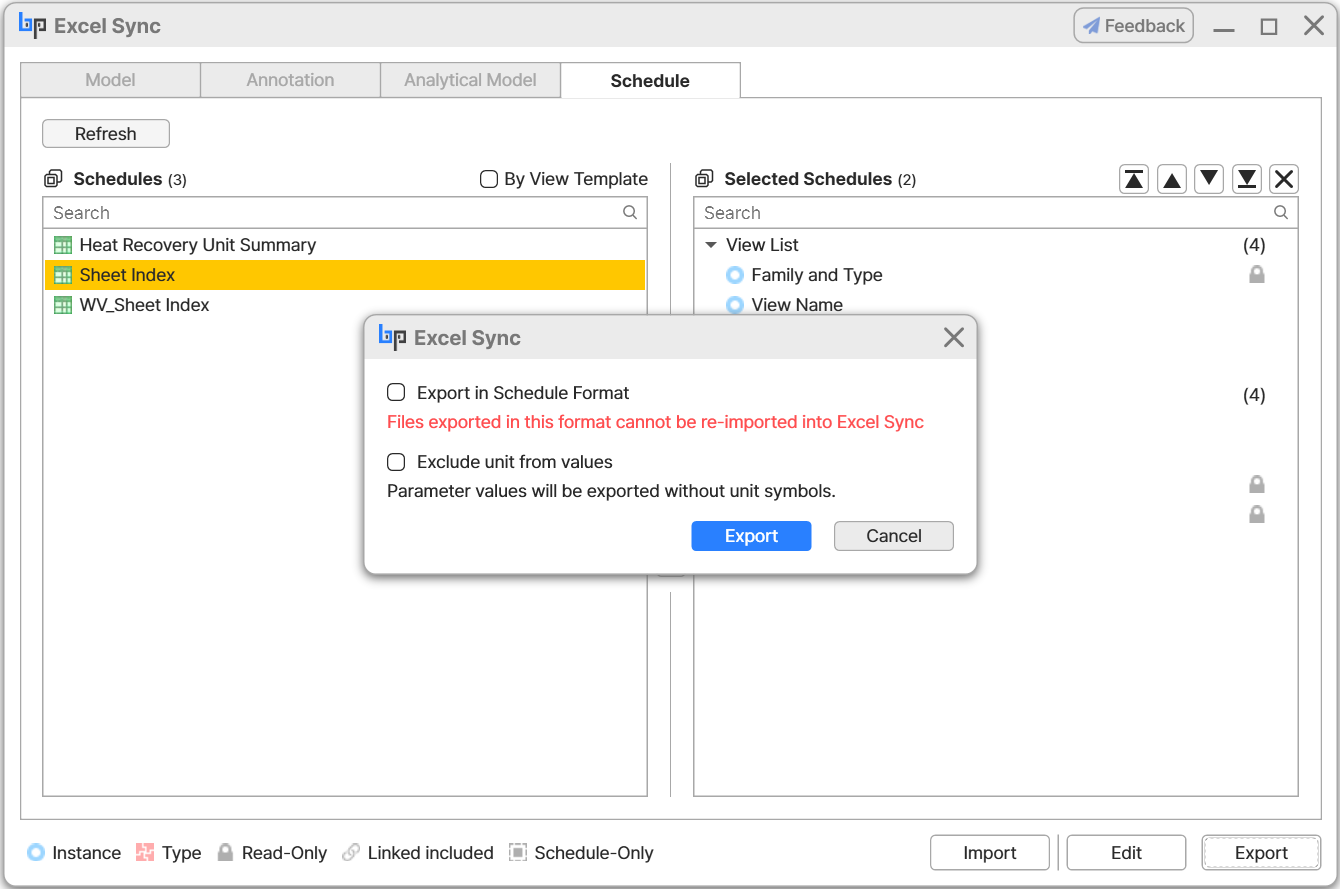 bp Excel Sync
Feedback
Model
Annotation
Analytical Model
Schedule
Refresh
Schedules (3)
By View Template
Search
Heat Recovery Unit Summary
Sheet Index
WV_Sheet Index
Selected Schedules (2)
Search
View List (4)
Family and Type
View Name
(4)
bp Excel Sync
Export in Schedule Format
Files exported in this format cannot be re-imported into Excel Sync
Exclude unit from values
Parameter values will be exported without unit symbols.
Export
Cancel
Instance
Type
Read-Only
Linked included
Schedule-Only
Import
Edit
Export